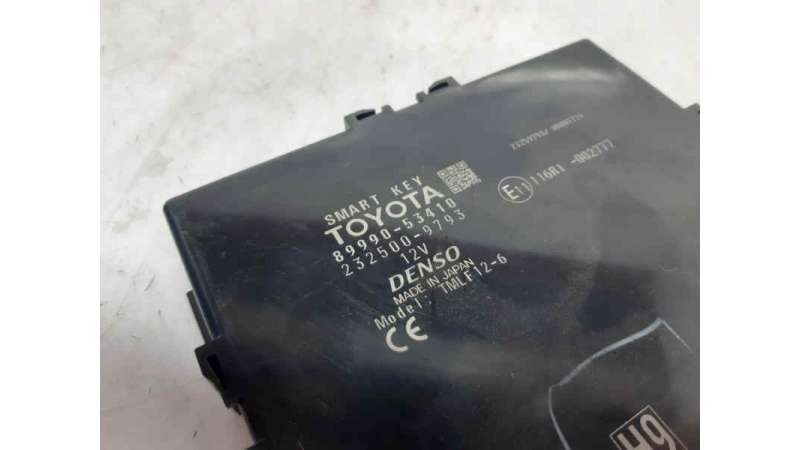 SMART KEY
TOYOTA
89990-53410
232500-9793
12V
DENSO
MADE IN JAPAN
Model: TMLF12-6
CE
E11 116R1 -002777
H9